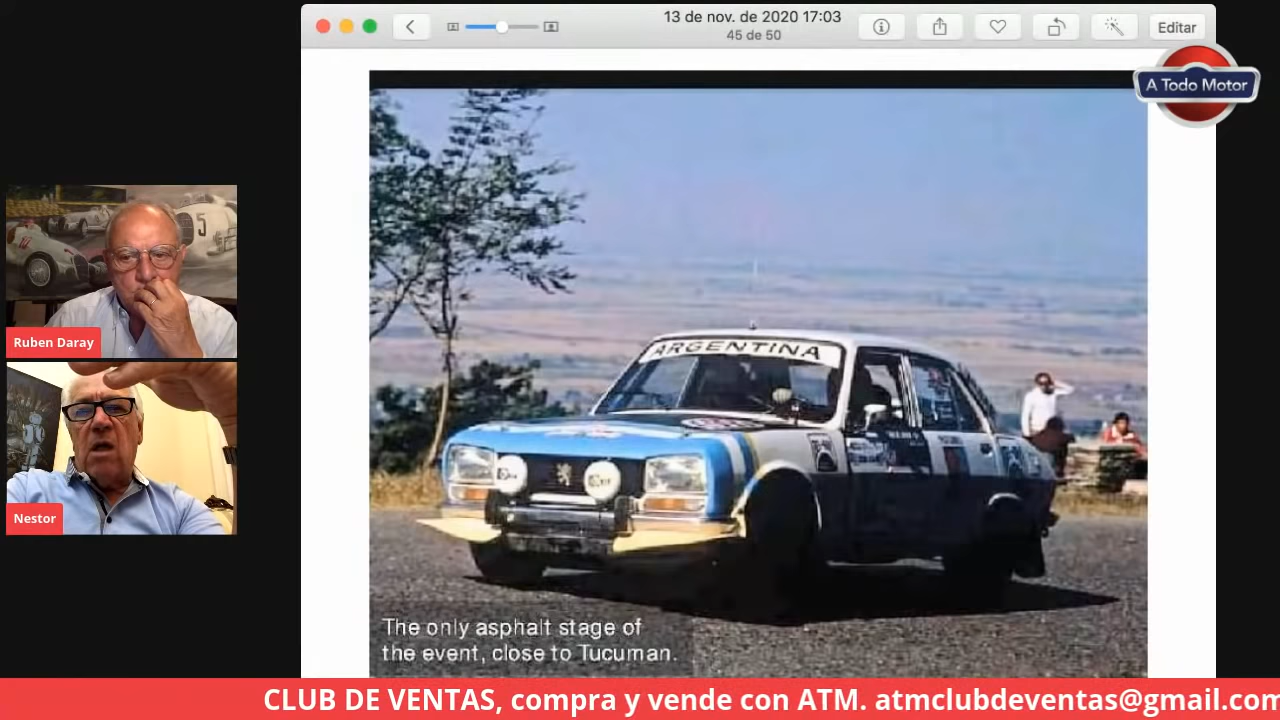 13 de nov. de 2020 17:03
45 de 50
Editar
A Todo Motor
5
Ruben Daray
Nestor
ARGENTINA
The only asphalt stage of
the event, close to Tucuman.
CLUB DE VENTAS, compra y vende con ATM. atmclubdeventas@gmail.com